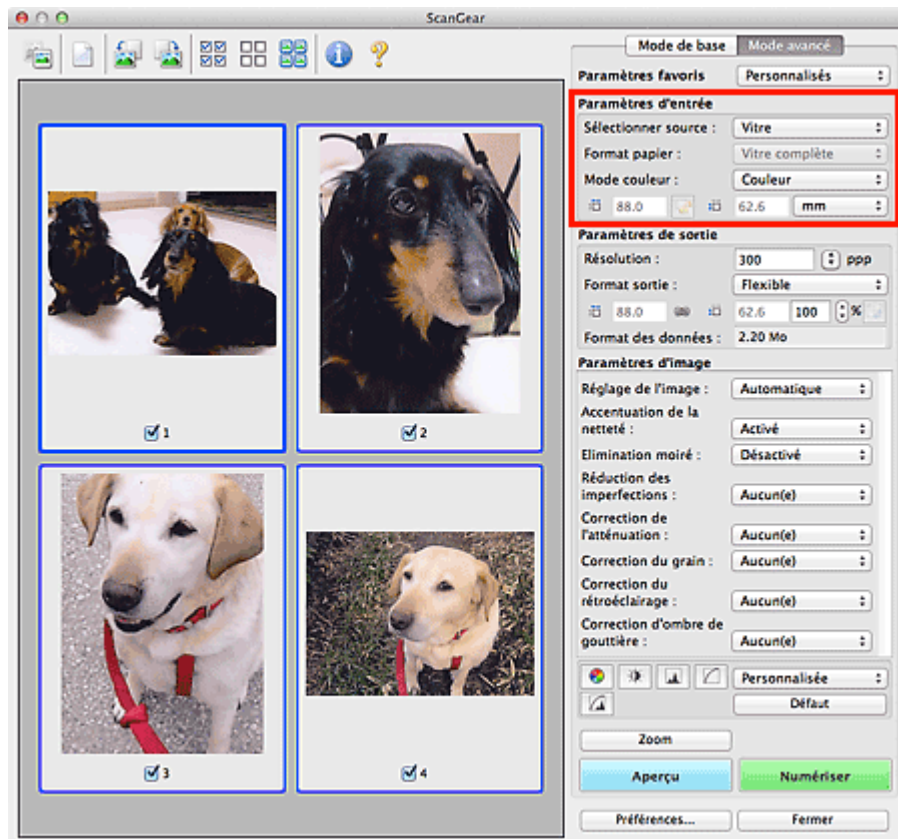 ScanGear
Mode de base Mode avancé
Paramètres favoris Personnalisés
Paramètres d'entrée
Sélectionner source : Vitre
Format papier : Vitre complète
Mode couleur : Couleur
88.0 62.6 mm
Paramètres de sortie
Résolution : 300 ppp
Format sortie : Flexible
88.0 62.6 100 %
Format des données : 2.20 Mo
Paramètres d'image
Réglage de l'image : Automatique
Accentuation de la
netteté : Activé
Elimination moiré : Désactivé
Réduction des
imperfections : Aucun(e)
Correction de
l'atténuation : Aucun(e)
Correction du grain : Aucun(e)
Correction du
rétroéclairage : Aucun(e)
Correction d'ombre de
gouttière : Aucun(e)
Personnalisée
Défaut
Zoom
Aperçu Numériser
Préférences... Fermer
1
2
3
4